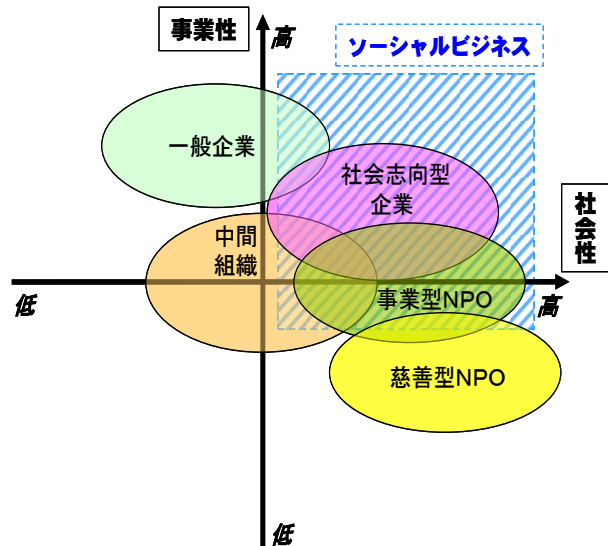 事業性
高
ソーシャルビジネス
一般企業
社会志向型
企業
社会性
中間
組織
低
事業型NPO
高
慈善型NPO
低